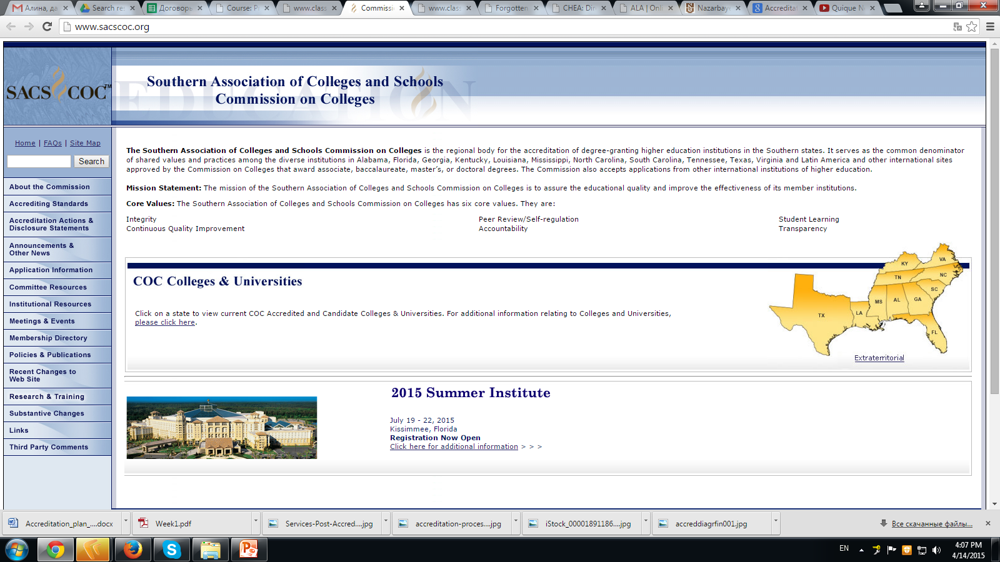 Алина, да
Search res
Договоры
Course: P
www.class
Commissi
www.class
Forgotten
CHEA: Dir
ALA | Onl
Nazarbay
Accredita
Quique N
www.sacscoc.org
SACS COC™
EDUCATION
Southern Association of Colleges and Schools
Commission on Colleges
Home | FAQs | Site Map
Search
About the Commission
Accrediting Standards
Accreditation Actions &
Disclosure Statements
Announcements &
Other News
Application Information
Committee Resources
Institutional Resources
Meetings & Events
Membership Directory
Policies & Publications
Recent Changes to
Web Site
Research & Training
Substantive Changes
Links
Third Party Comments
The Southern Association of Colleges and Schools Commission on Colleges is the regional body for the accreditation of degree-granting higher education institutions in the Southern states. It serves as the common denominator
of shared values and practices among the diverse institutions in Alabama, Florida, Georgia, Kentucky, Louisiana, Mississippi, North Carolina, South Carolina, Tennessee, Texas, Virginia and Latin America and other international sites
approved by the Commission on Colleges that award associate, baccalaureate, master's, or doctoral degrees. The Commission also accepts applications from other international institutions of higher education.
Mission Statement: The mission of the Southern Association of Colleges and Schools Commission on Colleges is to assure the educational quality and improve the effectiveness of its member institutions.
Core Values: The Southern Association of Colleges and Schools Commission on Colleges has six core values. They are:
Integrity Peer Review/Self-regulation Student Learning
Continuous Quality Improvement Accountability Transparency
COC Colleges & Universities
Click on a state to view current COC Accredited and Candidate Colleges & Universities. For additional information relating to Colleges and Universities,
please click here.
KY
VA
TN
NC
SC
MS
AL
GA
TX
LA
FL
Extraterritorial
2015 Summer Institute
July 19 - 22, 2015
Kissimmee, Florida
Registration Now Open
Click here for additional information > > >
Accreditation_plan_....docx
Week1.pdf
Services-Post-Accred....jpg
accreditation-proces....jpg
iStock_00001891186....jpg
accreddiagrfin001.jpg
Все скачанные файлы...
EN
4:07 PM
4/14/2015